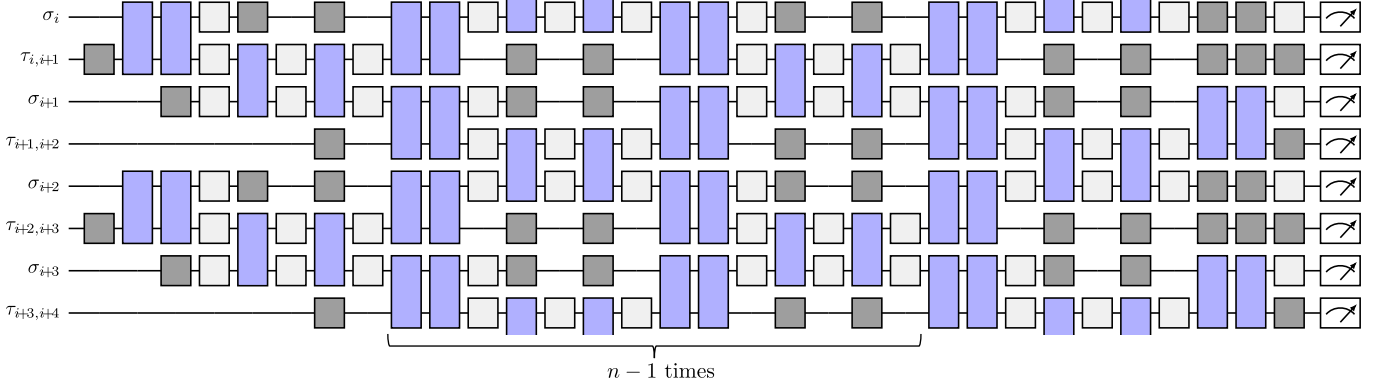 σ_i
τ_{i,i+1}
σ_{i+1}
τ_{i+1,i+2}
σ_{i+2}
τ_{i+2,i+3}
σ_{i+3}
τ_{i+3,i+4}
n − 1 times